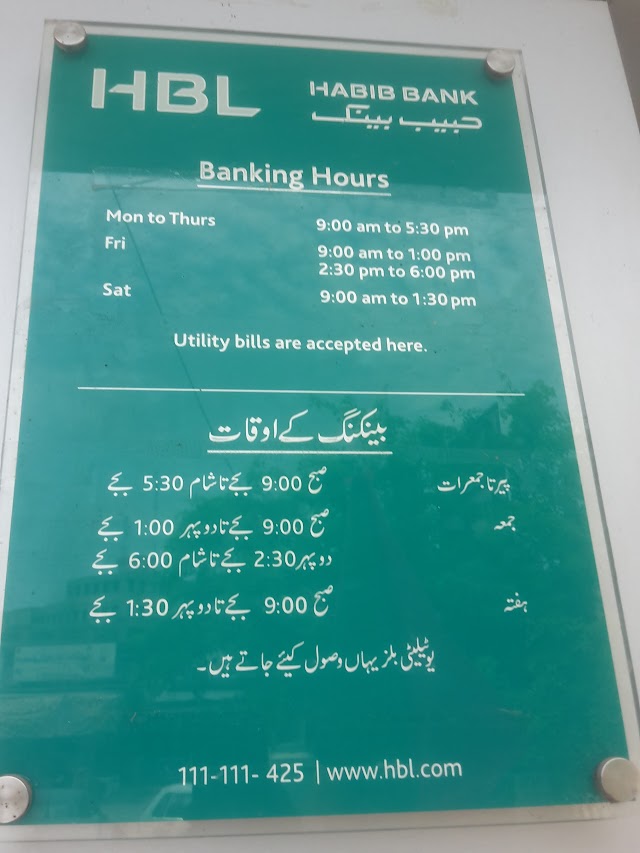 HBL
HABIB BANK
حبیب بینک
Banking Hours
Mon to Thurs 9:00 am to 5:30 pm
Fri 9:00 am to 1:00 pm
2:30 pm to 6:00 pm
Sat 9:00 am to 1:30 pm
Utility bills are accepted here.
بینکنگ کے اوقات
پیر تا جمعرات صبح 9:00 بجے تا شام 5:30 بجے
جمعہ صبح 9:00 بجے تا دوپہر 1:00 بجے
دوپہر 2:30 بجے تا شام 6:00 بجے
ہفتہ صبح 9:00 بجے تا دوپہر 1:30 بجے
یوٹیلیٹی بلز یہاں وصول کیئے جاتے ہیں۔
111-111- 425 | www.hbl.com